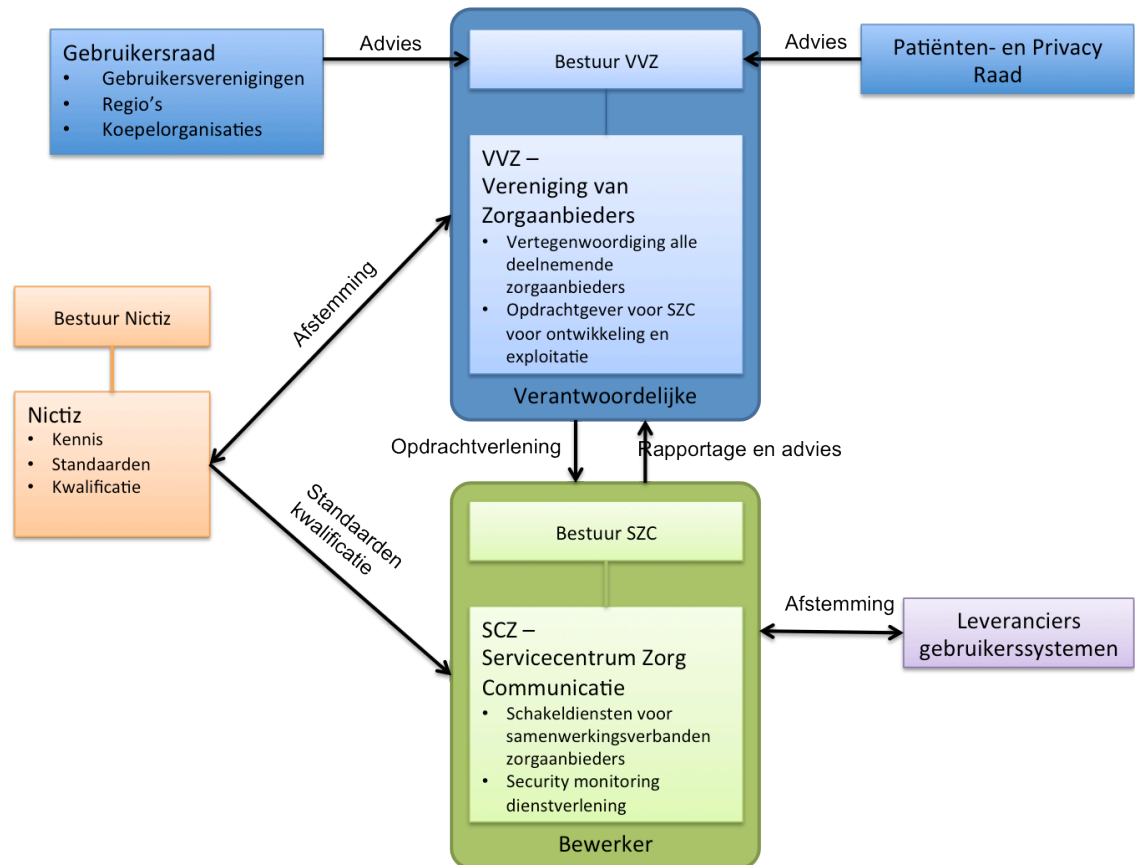 Gebruikersraad
• Gebruikersverenigingen
• Regio's
• Koepelorganisaties
Advies
Bestuur VVZ
Advies
Patiënten- en Privacy
Raad
VVZ –
Vereniging van
Zorgaanbieders
• Vertegenwoordiging alle
deelnemende
zorgaanbieders
• Opdrachtgever voor SZC
voor ontwikkeling en
exploitatie
Verantwoordelijke
Afstemming
Bestuur Nictiz
Nictiz
• Kennis
• Standaarden
• Kwalificatie
Opdrachtverlening
Rapportage en advies
Standaarden
kwalificatie
Bestuur SZC
SCZ –
Servicecentrum Zorg
Communicatie
• Schakeldiensten voor
samenwerkingsverbanden
zorgaanbieders
• Security monitoring
dienstverlening
Bewerker
Afstemming
Leveranciers
gebruikerssystemen